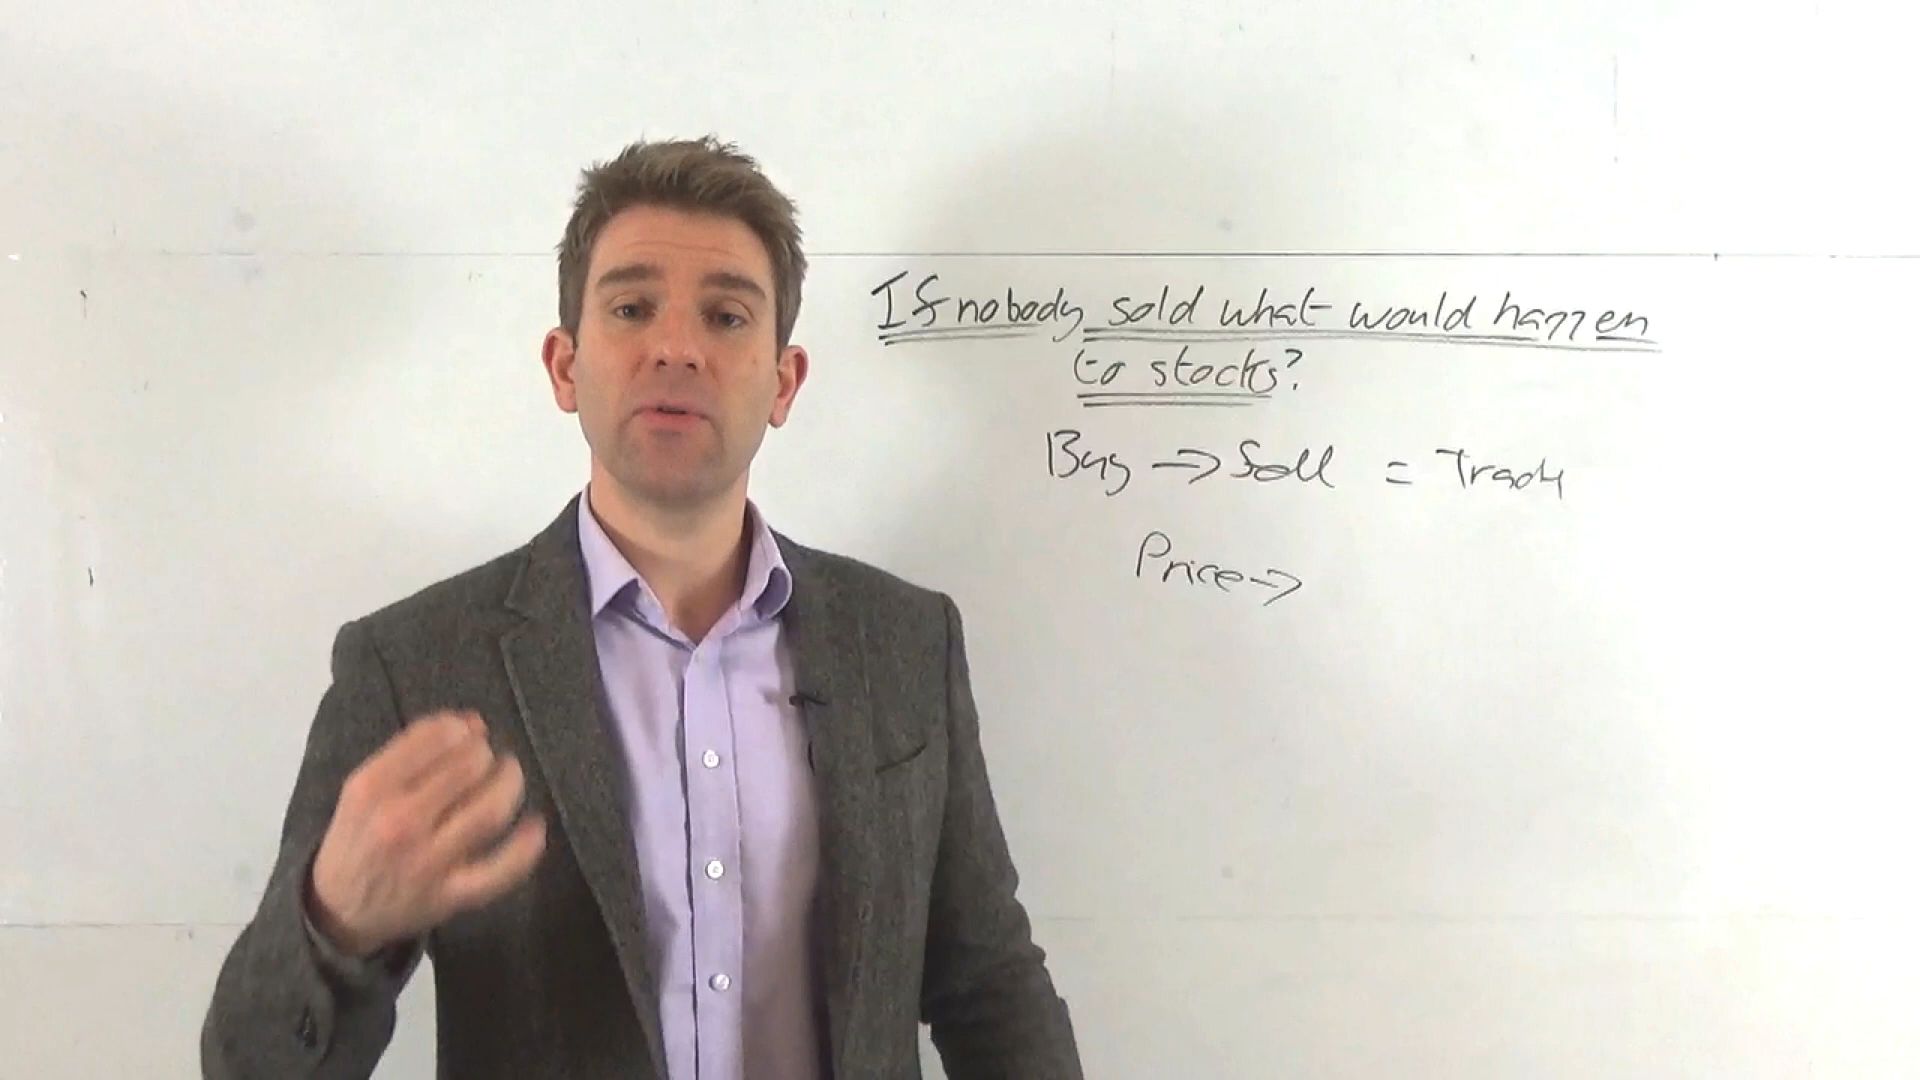 If nobody sold what would happen
to stocks?
Buy → Sell = Trade
Price →